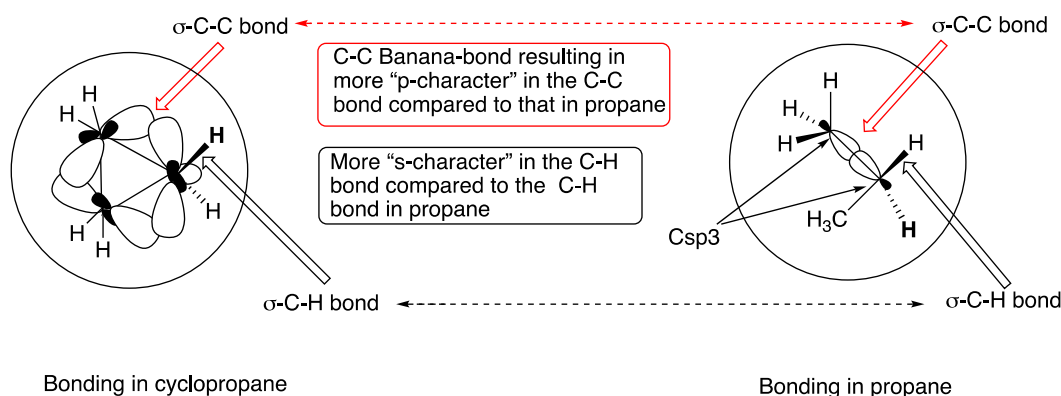 σ-C-C bond
σ-C-C bond
C-C Banana-bond resulting in
more “p-character” in the C-C
bond compared to that in propane
More “s-character” in the C-H
bond compared to the C-H
bond in propane
H
H
H
H
H
H
H
H
H
H
H₃C
H
Csp3
σ-C-H bond
σ-C-H bond
Bonding in cyclopropane
Bonding in propane